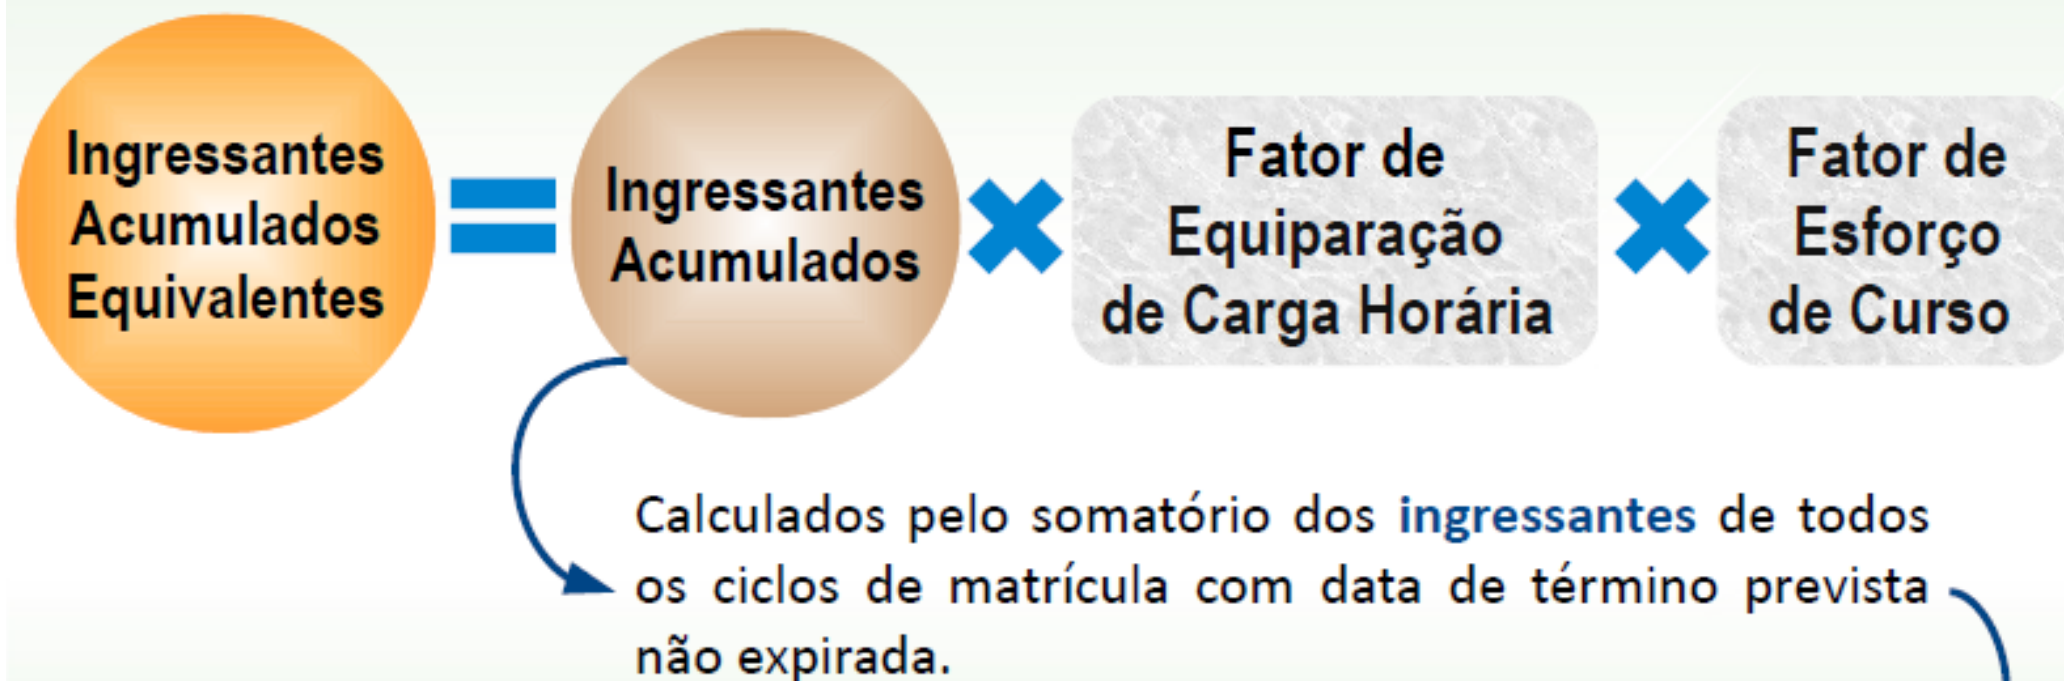 Ingressantes
Acumulados
Equivalentes
Ingressantes
Acumulados
Fator de
Equiparação
de Carga Horária
Fator de
Esforço
de Curso
Calculados pelo somatório dos ingressantes de todos
os ciclos de matrícula com data de término prevista
não expirada.